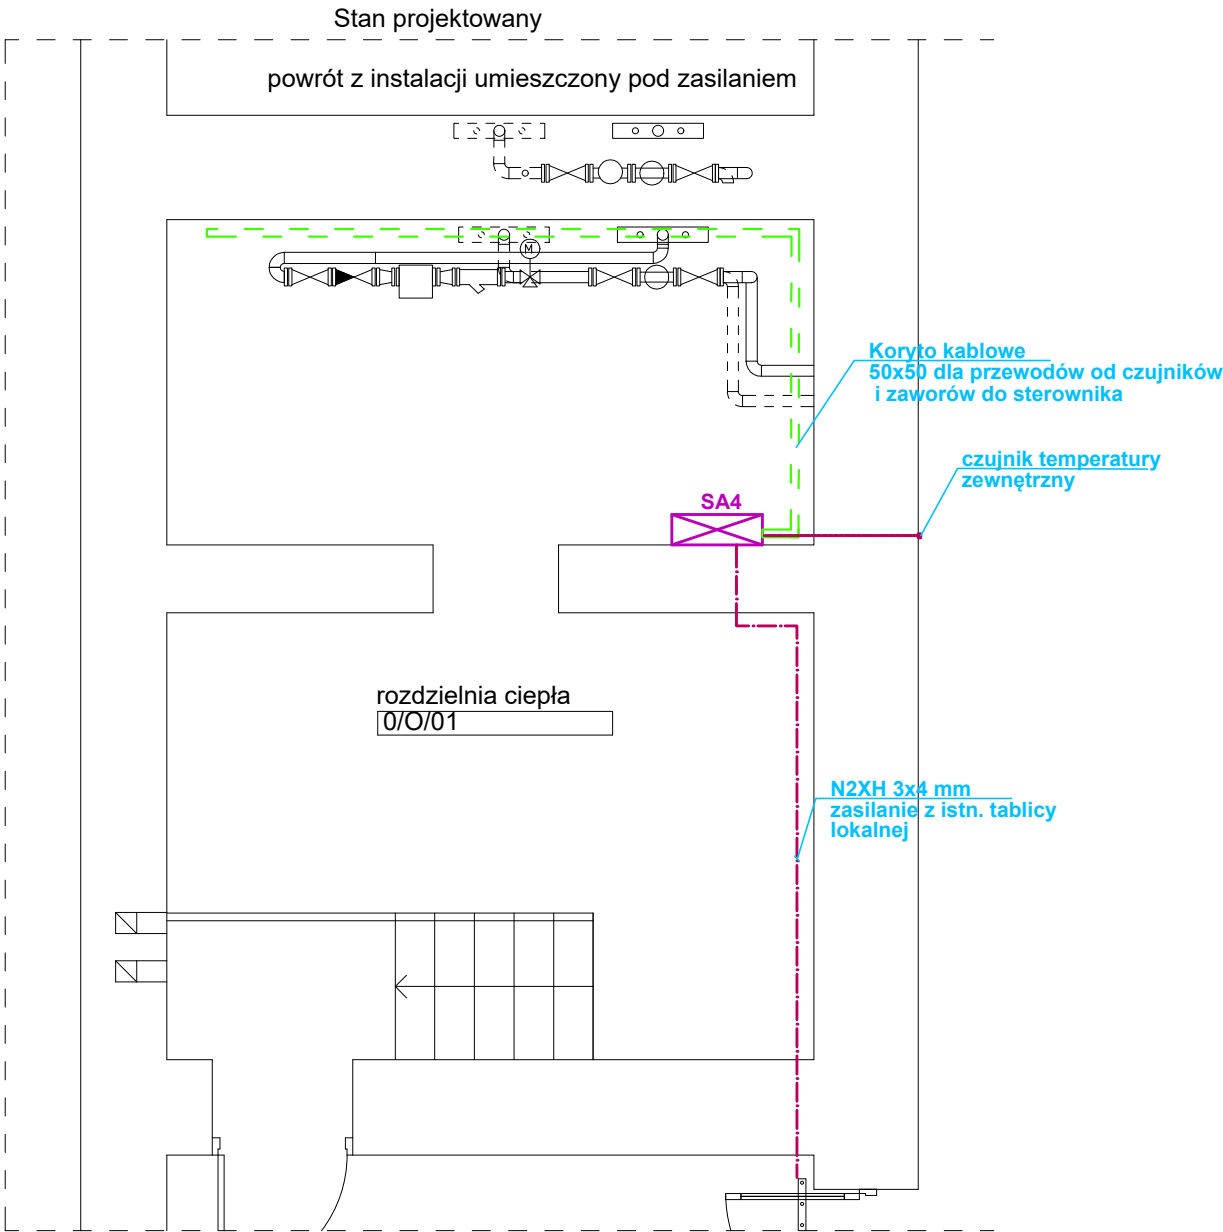 Stan projektowany
powrót z instalacji umieszczony pod zasilaniem
M
Koryto kablowe
50x50 dla przewodów od czujników
i zaworów do sterownika
czujnik temperatury
zewnętrzny
SA4
rozdzielnia ciepła
0/O/01
N2XH 3x4 mm
zasilanie z istn. tablicy
lokalnej